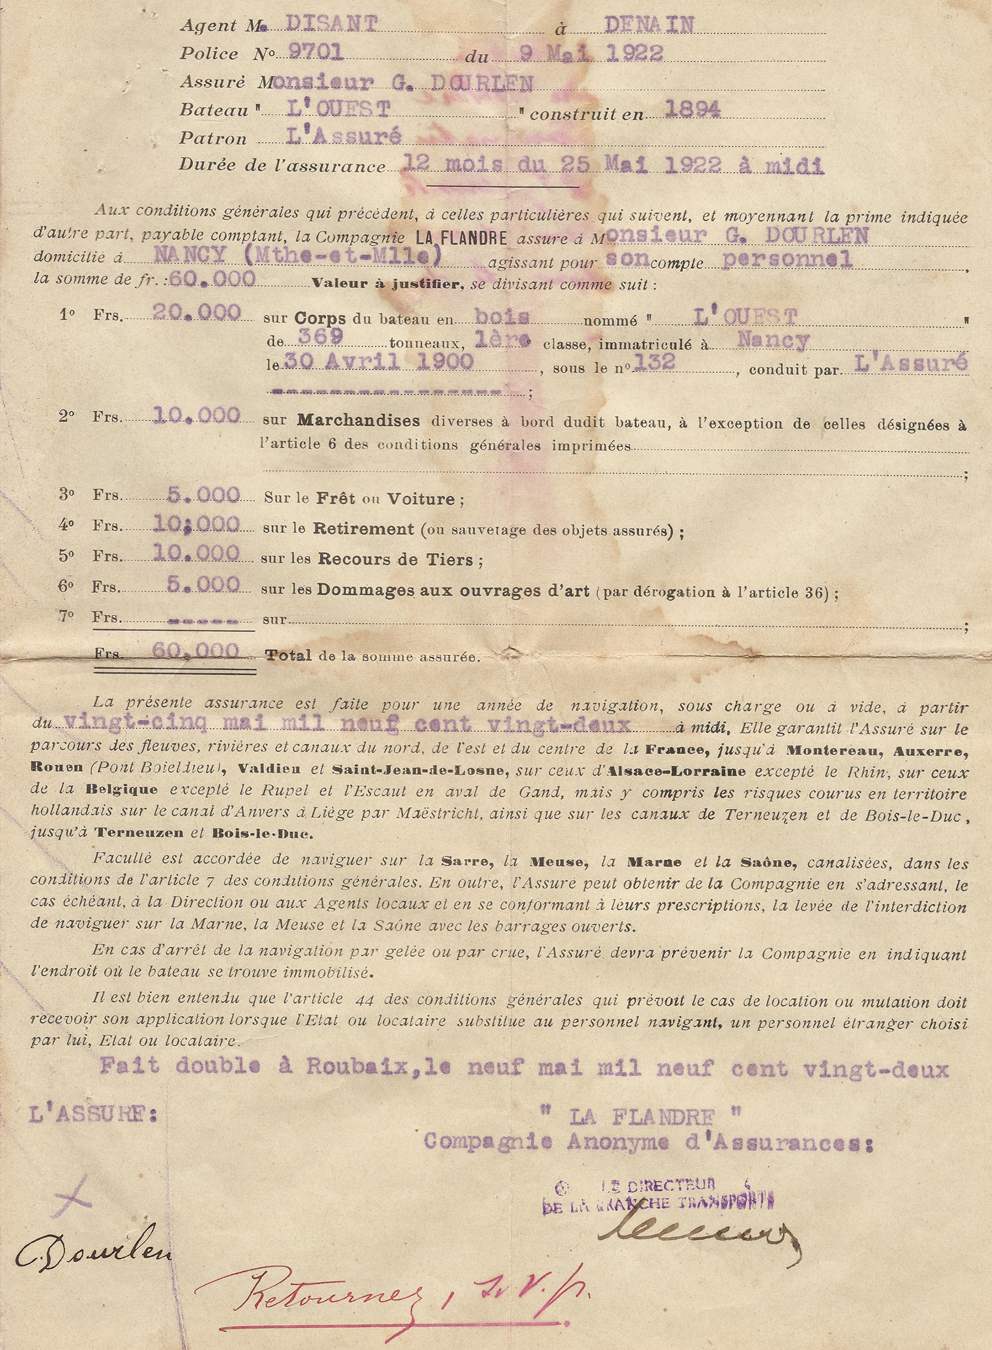 Agent M. DISANT à DENAIN
Police No 9701 du 9 Mai 1922
Assuré Monsieur G. DOURLEN
Bateau " L'OUEST " construit en 1894
Patron L'Assuré
Durée de l'assurance 12 mois du 25 Mai 1922 à midi
Aux conditions générales qui précèdent, à celles particulières qui suivent, et moyennant la prime indiquée
d'autre part, payable comptant, la Compagnie LA FLANDRE assure à Monsieur G. DOURLEN
domicilié à NANCY (Mthe-et-Mlle) agissant pour son compte personnel,
la somme de fr. : 60.000 Valeur à justifier, se divisant comme suit :
1o Frs. 20.000 sur Corps du bateau en bois nommé " L'OUEST "
de 369 tonneaux, 1ère classe, immatriculé à Nancy
le 30 Avril 1900, sous le no 132, conduit par L'Assuré
----------------- ;
2o Frs. 10.000 sur Marchandises diverses à bord dudit bateau, à l'exception de celles désignées à
l'article 6 des conditions générales imprimées
;
3o Frs. 5.000 Sur le Frêt ou Voiture ;
4o Frs. 10.000 sur le Retirement (ou sauvetage des objets assurés) ;
5o Frs. 10.000 sur les Recours de Tiers ;
6o Frs. 5.000 sur les Dommages aux ouvrages d'art (par dérogation à l'article 36) ;
7o Frs. ----- sur ;
Frs. 60.000 Total de la somme assurée.
La présente assurance est faite pour une année de navigation, sous charge ou à vide, à partir
du vingt-cinq mai mil neuf cent vingt-deux à midi, Elle garantit l'Assuré sur le
parcours des fleuves, rivières et canaux du nord, de l'est et du centre de la France, jusqu'à Montereau, Auxerre,
Rouen (Pont Boieldieu), Valdieu et Saint-Jean-de-Losne, sur ceux d'Alsace-Lorraine excepté le Rhin, sur ceux
de la Belgique excepté le Rupel et l'Escaut en aval de Gand, mais y compris les risques courus en territoire
hollandais sur le canal d'Anvers à Liège par Maëstricht, ainsi que sur les canaux de Terneuzen et de Bois-le-Duc,
jusqu'à Terneuzen et Bois-le-Duc.
Faculté est accordée de naviguer sur la Sarre, la Meuse, la Marne et la Saône, canalisées, dans les
conditions de l'article 7 des conditions générales. En outre, l'Assure peut obtenir de la Compagnie en s'adressant, le
cas échéant, à la Direction ou aux Agents locaux et en se conformant à leurs prescriptions, la levée de l'interdiction
de naviguer sur la Marne, la Meuse et la Saône avec les barrages ouverts.
En cas d'arrêt de la navigation par gelée ou par crue, l'Assuré devra prévenir la Compagnie en indiquant
l'endroit où le bateau se trouve immobilisé.
Il est bien entendu que l'article 44 des conditions générales qui prévoit le cas de location ou mutation doit
recevoir son application lorsque l'Etat ou locataire substitue au personnel navigant, un personnel étranger choisi
par lui, Etat ou locataire.
Fait double à Roubaix, le neuf mai mil neuf cent vingt-deux
L'ASSURE:
" LA FLANDRE "
Compagnie Anonyme d'Assurances:
LE DIRECTEUR
DE LA BRANCHE TRANSPORTS
Dourlen
Retournez, S. V. p.